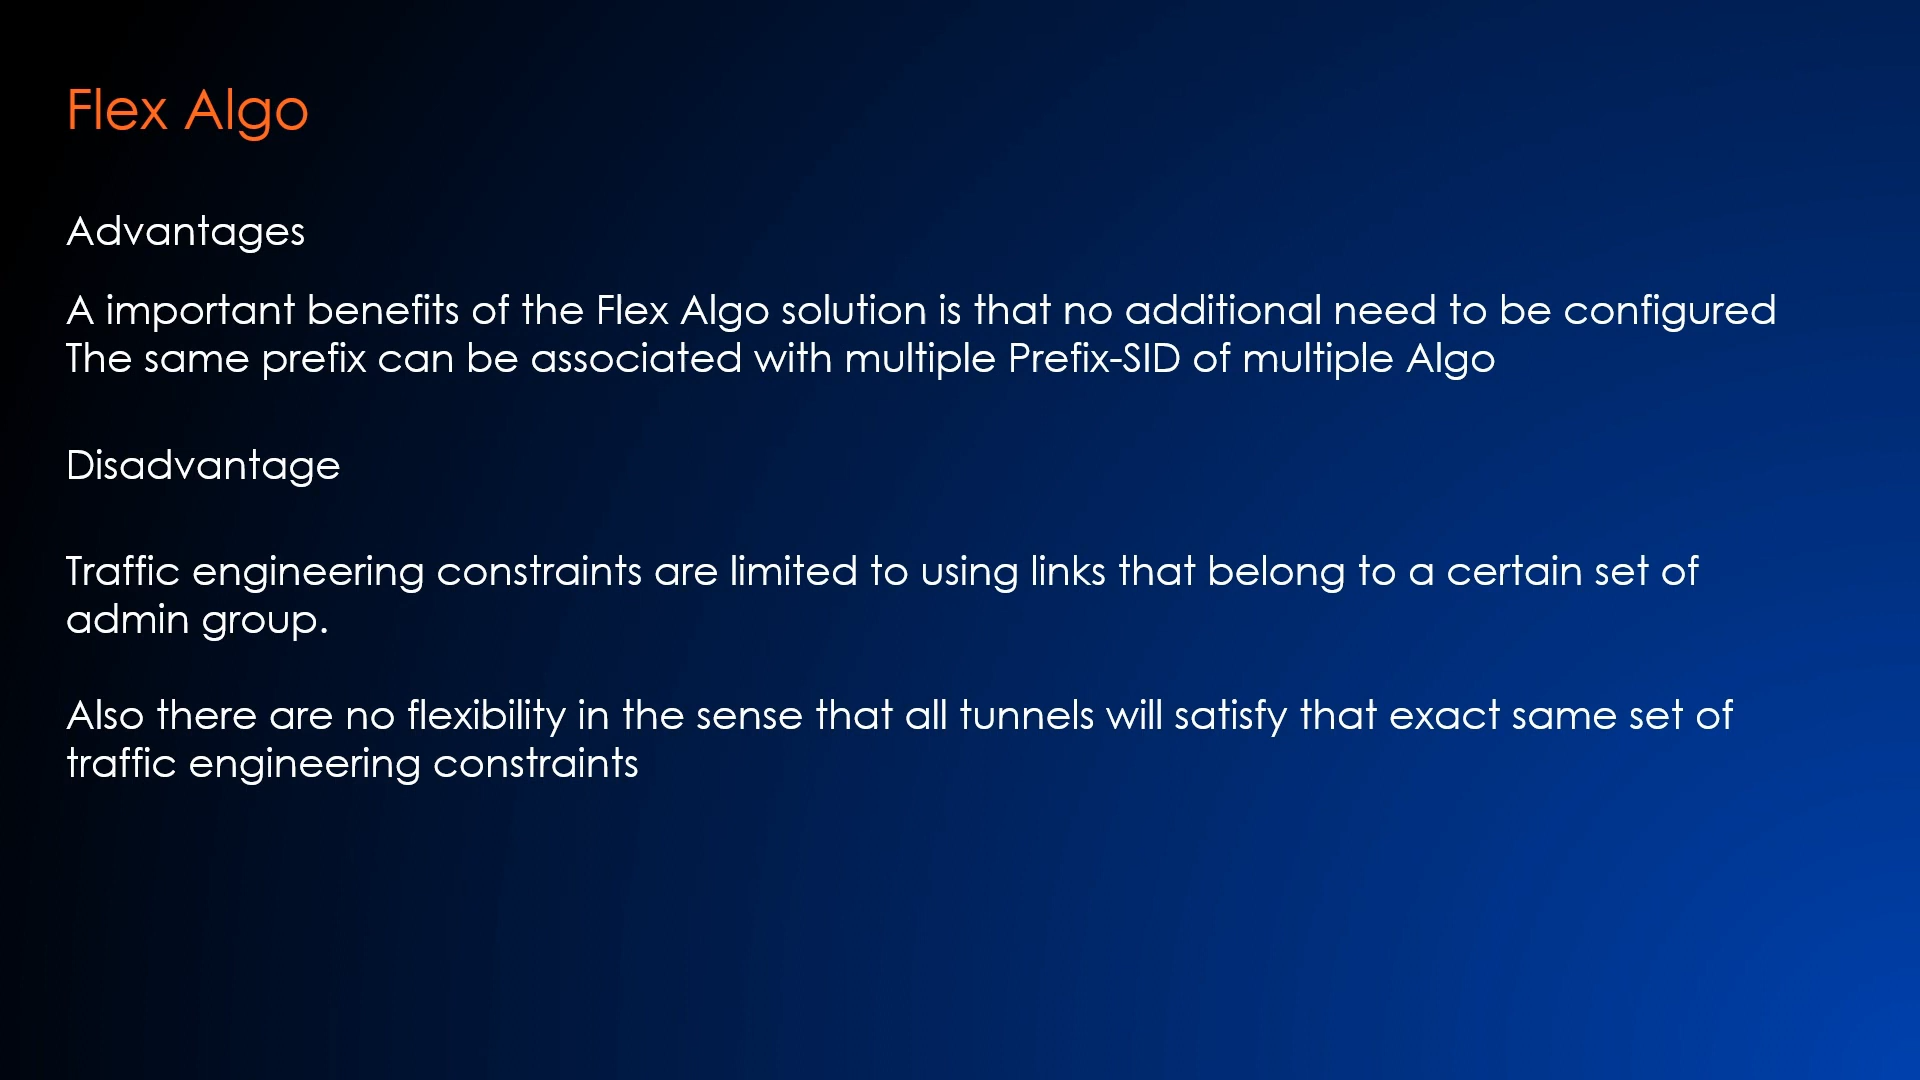 Flex Algo
Advantages
A important benefits of the Flex Algo solution is that no additional need to be configured
The same prefix can be associated with multiple Prefix-SID of multiple Algo
Disadvantage
Traffic engineering constraints are limited to using links that belong to a certain set of
admin group.
Also there are no flexibility in the sense that all tunnels will satisfy that exact same set of
traffic engineering constraints